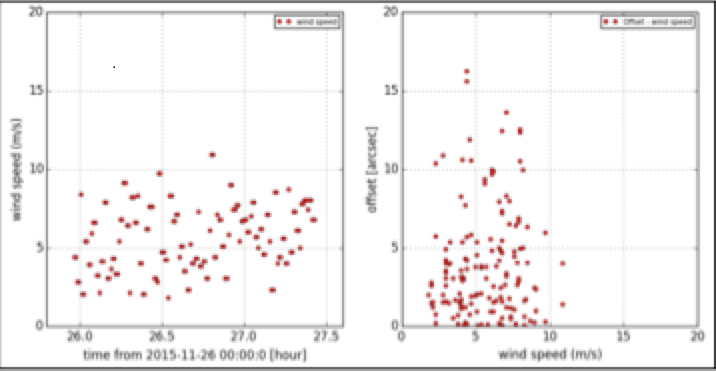 20
15
10
5
0
wind speed (m/s)
wind speed
26.0 26.5 27.0 27.5
time from 2015-11-26 00:00:0 [hour]
20
15
10
5
0
offset [arcsec]
Offset - wind speed
0 5 10 15 20
wind speed (m/s)